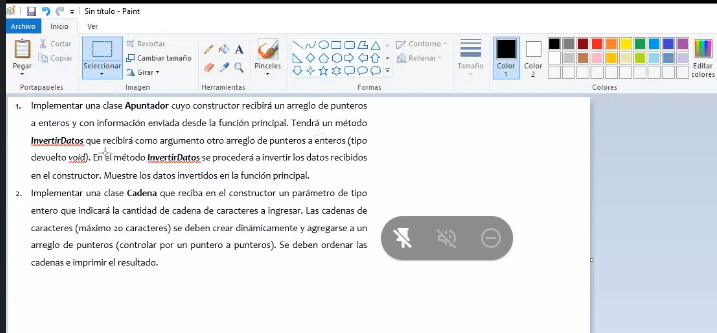 Sin título - Paint
Archivo Inicio Ver
Pegar
Cortar
Copiar
Portapapeles
Seleccionar
Recortar
Cambiar tamaño
Girar
Imagen
A
Herramientas
Pinceles
Contorno
Rellenar
Formas
Tamaño
Color 1
Color 2
Colores
Editar colores
1. Implementar una clase Apuntador cuyo constructor recibirá un arreglo de punteros
a enteros y con información enviada desde la función principal. Tendrá un método
InvertirDatos que recibirá como argumento otro arreglo de punteros a enteros (tipo
devuelto void). En el método InvertirDatos se procederá a invertir los datos recibidos
en el constructor. Muestre los datos invertidos en la función principal.
2. Implementar una clase Cadena que reciba en el constructor un parámetro de tipo
entero que indicará la cantidad de cadena de caracteres a ingresar. Las cadenas de
caracteres (máximo 20 caracteres) se deben crear dinámicamente y agregarse a un
arreglo de punteros (controlar por un puntero a punteros). Se deben ordenar las
cadenas e imprimir el resultado.